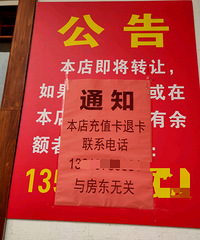 公告
本店即将转让，
如果
或在
本店
有余
额者
：
通知
本店充值卡退卡
联系电话
13
与房东无关
13